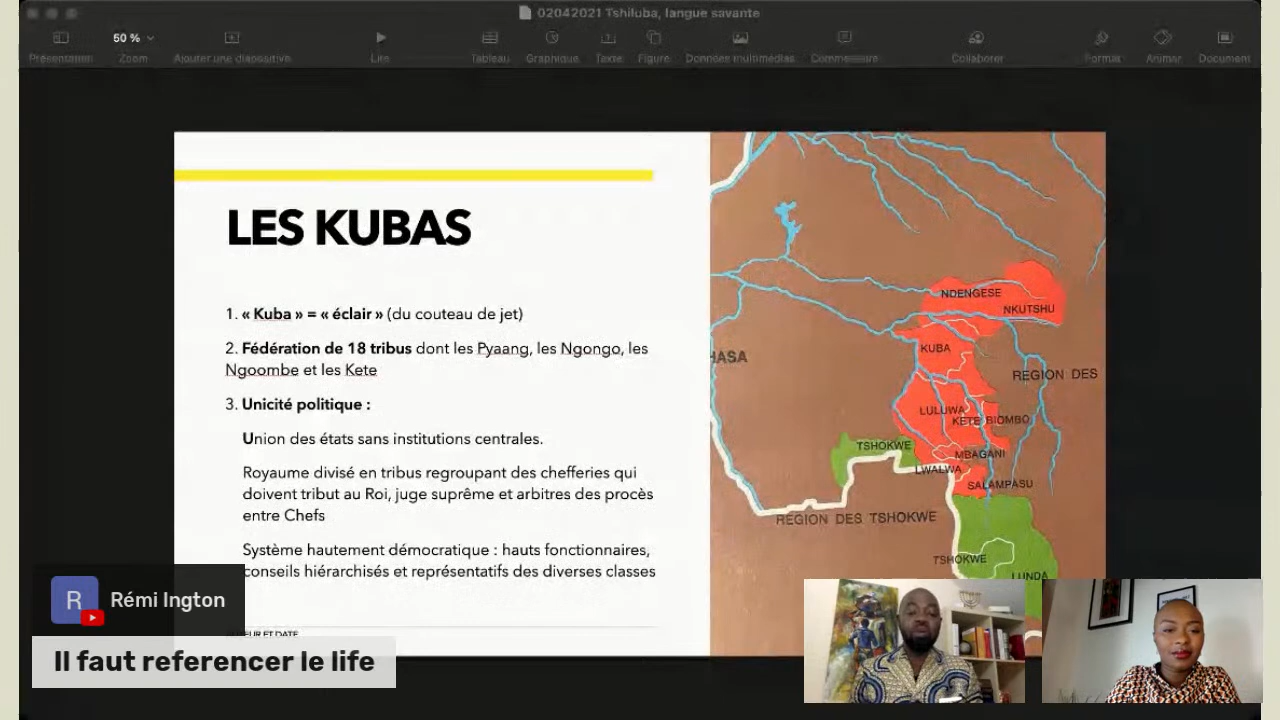 02042021 Tshiluba, langue savante
50 %
Présentation Zoom Ajouter une diapositive Lire Tableau Graphique Texte Figure Données multimédias Commentaire Collaborer Format Animer Document
LES KUBAS
1. « Kuba » = « éclair » (du couteau de jet)
2. Fédération de 18 tribus dont les Pyaang, les Ngongo, les
Ngoombe et les Kete
3. Unicité politique :
Union des états sans institutions centrales.
Royaume divisé en tribus regroupant des chefferies qui
doivent tribut au Roi, juge suprême et arbitres des procès
entre Chefs
Système hautement démocratique : hauts fonctionnaires,
conseils hiérarchisés et représentatifs des diverses classes
ET DATE
NDENGESE
NKUTSHU
KUBA
HASA
REGION DES
LULUWA
KETE BIOMBO
TSHOKWE
MBAGANI
LWALWA
SALAMPASU
REGION DES TSHOKWE
TSHOKWE
LUNDA
R
Rémi Ington
Il faut referencer le life